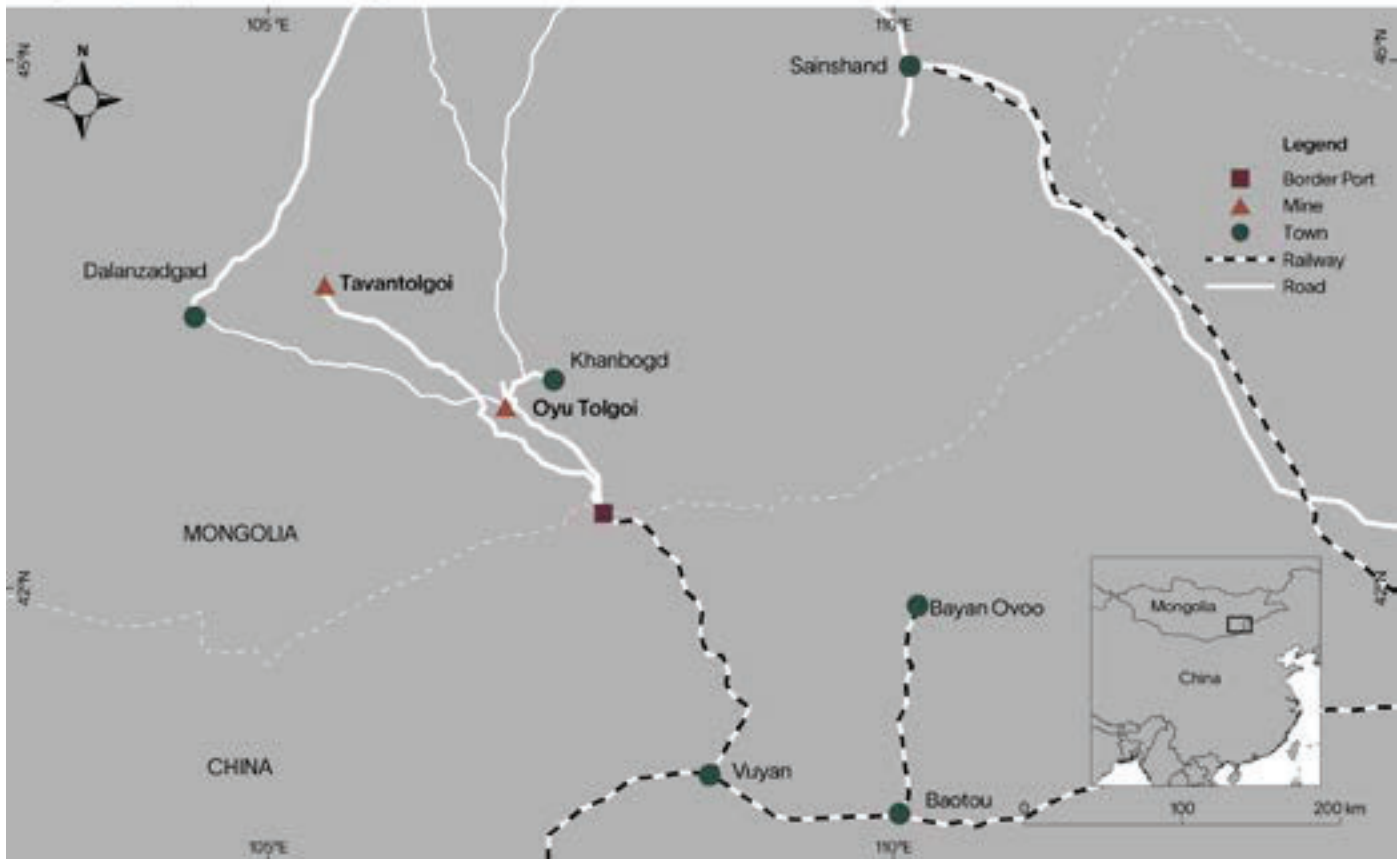 105°E
110°E
45°N
N
45°N
Sainshand
Legend
Border Port
Mine
Town
Railway
Road
Dalanzadgad
Tavantolgoi
Khanbogd
Oyu Tolgoi
MONGOLIA
42°N
42°N
Bayan Ovoo
Mongolia
China
CHINA
Vuyan
Baotou
0
100
200 km
105°E
110°E